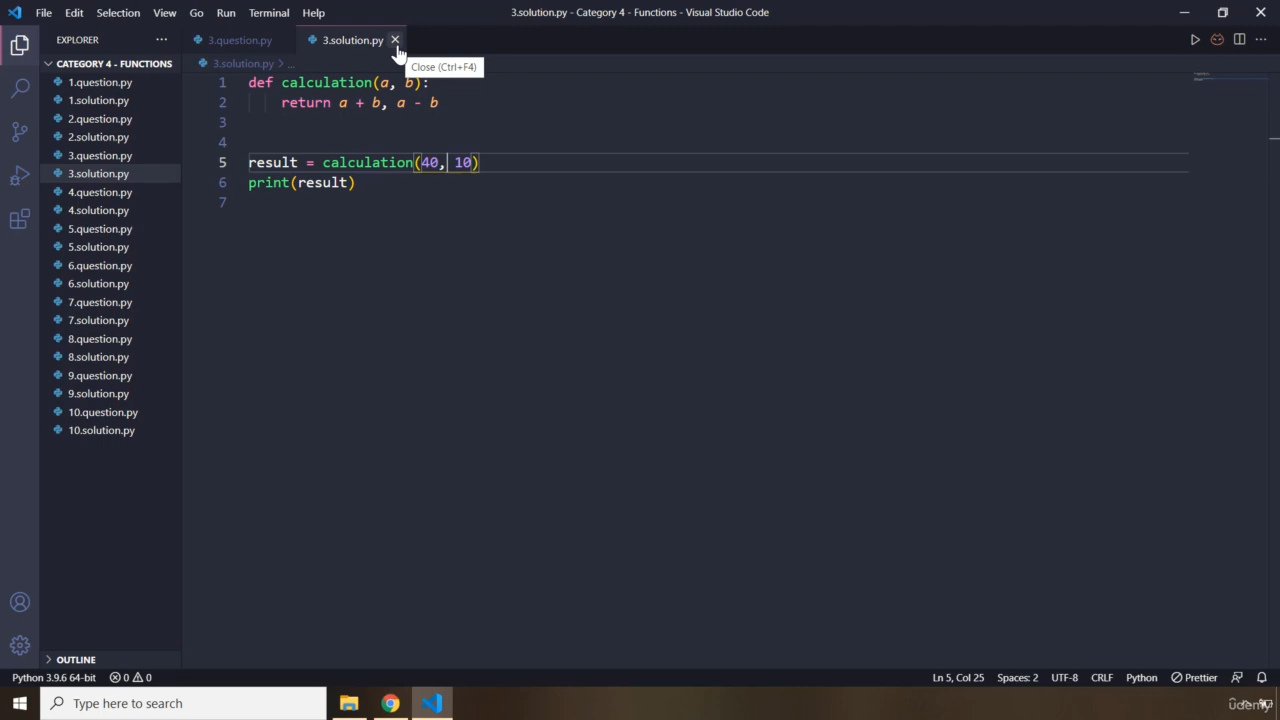 File Edit Selection View Go Run Terminal Help 3.solution.py - Category 4 - Functions - Visual Studio Code
EXPLORER
3.question.py 3.solution.py
Close (Ctrl+F4)
CATEGORY 4 - FUNCTIONS
3.solution.py > ...
1.question.py
1.solution.py
2.question.py
2.solution.py
3.question.py
3.solution.py
4.question.py
4.solution.py
5.question.py
5.solution.py
6.question.py
6.solution.py
7.question.py
7.solution.py
8.question.py
8.solution.py
9.question.py
9.solution.py
10.question.py
10.solution.py
1 def calculation(a, b):
2 return a + b, a - b
3
4
5 result = calculation(40, 10)
6 print(result)
7
OUTLINE
Python 3.9.6 64-bit 0 0 Ln 5, Col 25 Spaces: 2 UTF-8 CRLF Python Prettier
Type here to search
udemy